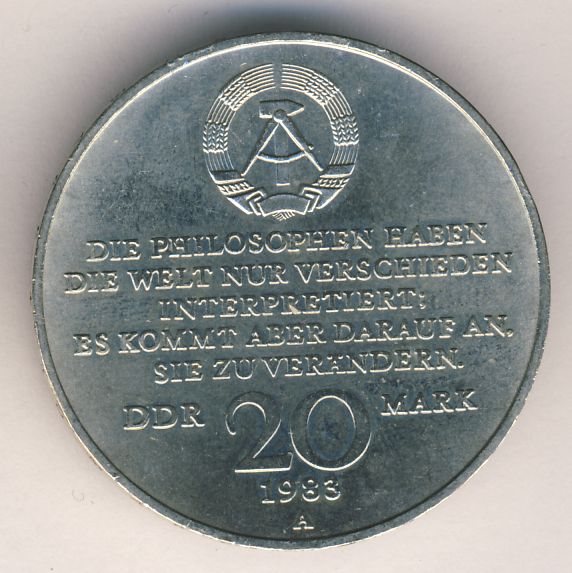 DIE PHILOSOPHEN HABEN
DIE WELT NUR VERSCHIEDEN
INTERPRETIERT;
ES KOMMT ABER DARAUF AN,
SIE ZU VERÄNDERN.
DDR 20 MARK
1983
A